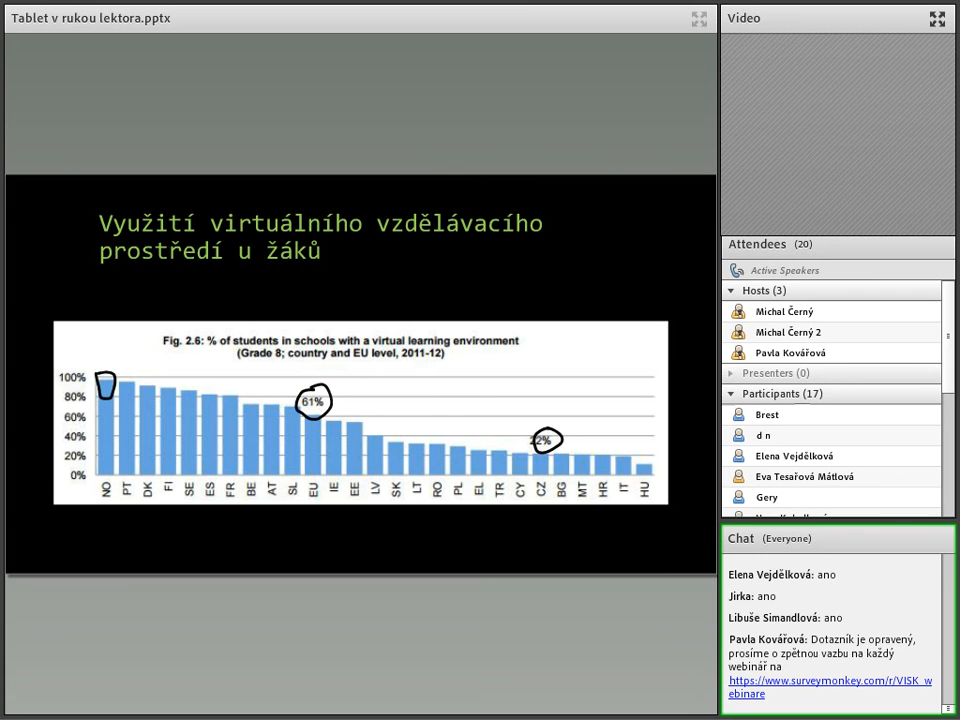 Tablet v rukou lektora.pptx
Využití virtuálního vzdělávacího
prostředí u žáků
Fig. 2.6: % of students in schools with a virtual learning environment
(Grade 8; country and EU level, 2011-12)
100%
80%
60%
40%
20%
0%
61%
22%
NO PT DK FI SE ES FR BE AT SL EU IE EE LV SK LT RO PL EL TR CY CZ BG MT HR IT HU
Video
Attendees (20)
Active Speakers
Hosts (3)
Michal Černý
Michal Černý 2
Pavla Kovářová
Presenters (0)
Participants (17)
Brest
d n
Elena Vejdělková
Eva Tesařová Mátlová
Gery
Chat (Everyone)
Elena Vejdělková: ano
Jirka: ano
Libuše Simandlová: ano
Pavla Kovářová: Dotazník je opravený,
prosíme o zpětnou vazbu na každý
webinář na
https://www.surveymonkey.com/r/VISK_w
ebinare